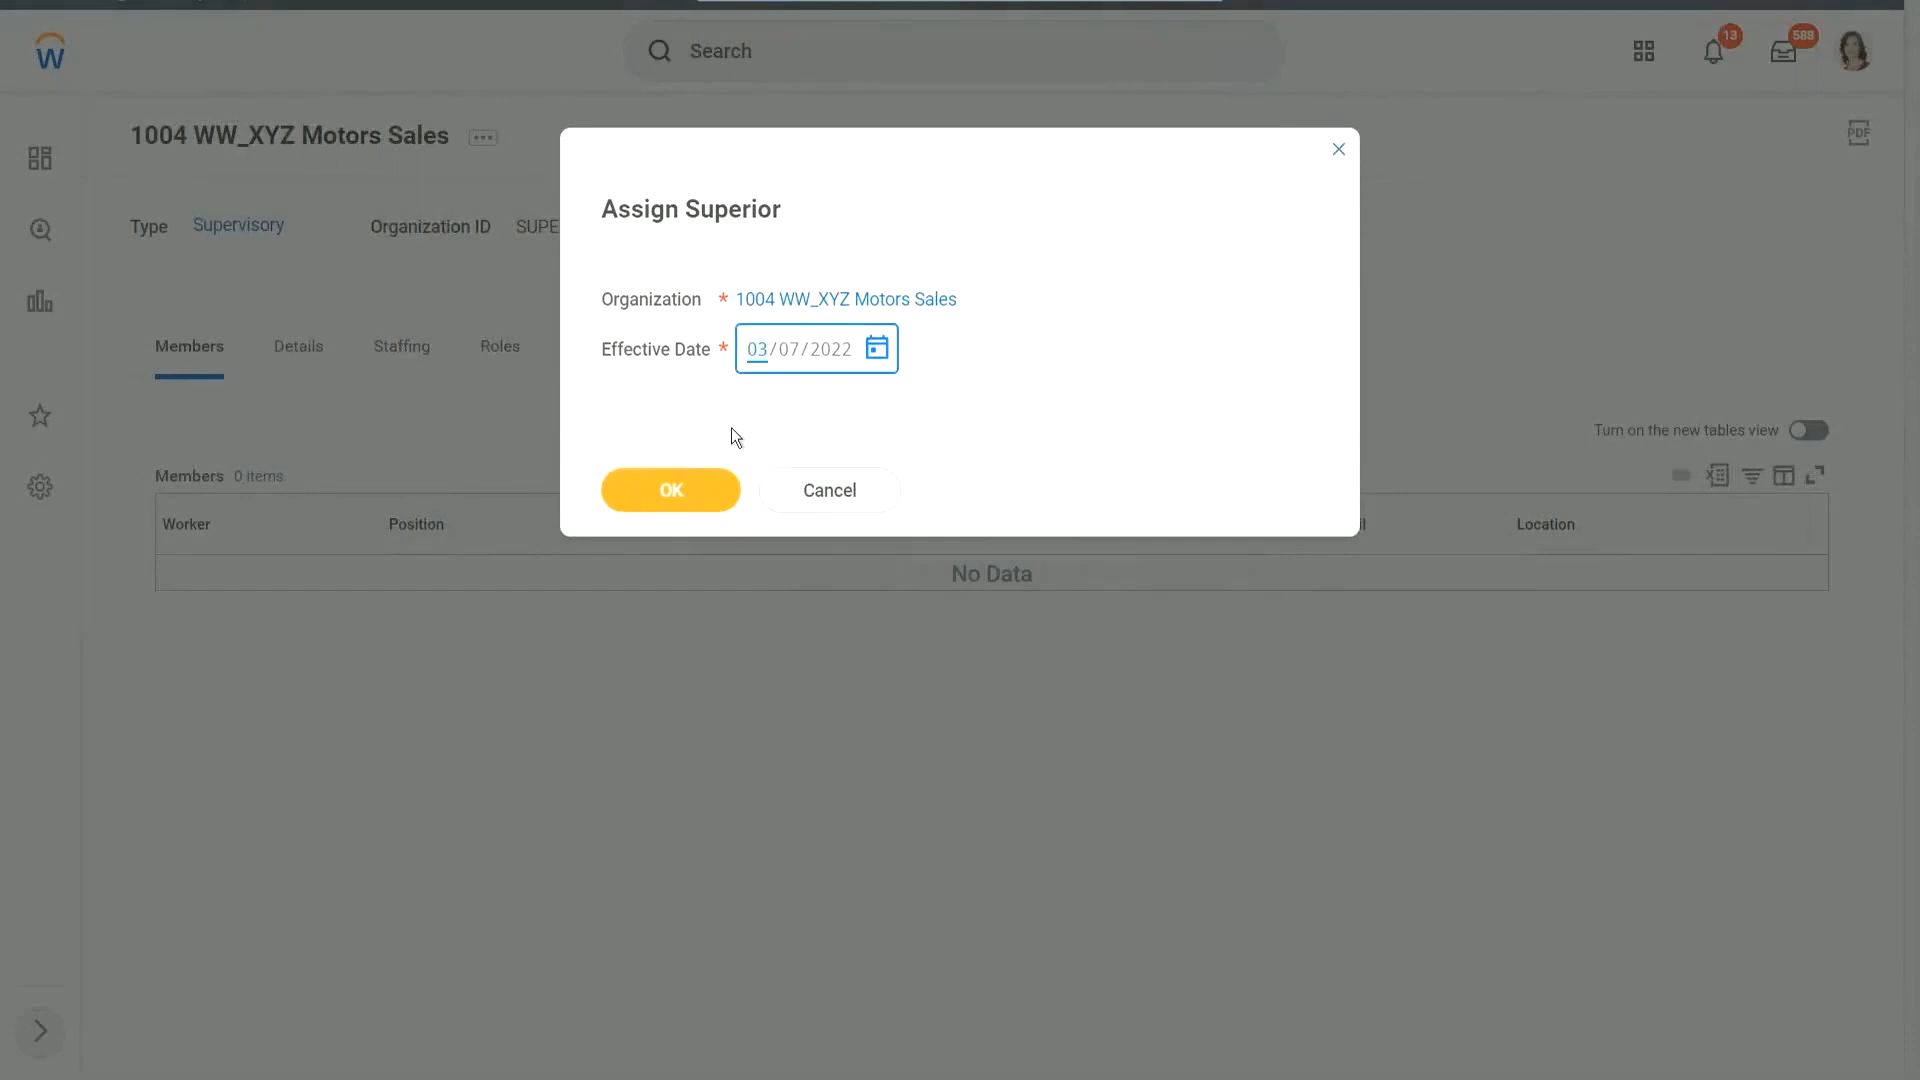 W
Search
13
588
1004 WW_XYZ Motors Sales
PDF
Type Supervisory Organization ID SUPE
Assign Superior
Organization * 1004 WW_XYZ Motors Sales
Effective Date * 03/07/2022
Members Details Staffing Roles
Turn on the new tables view
Members 0 items
OK Cancel
Worker Position Location
No Data